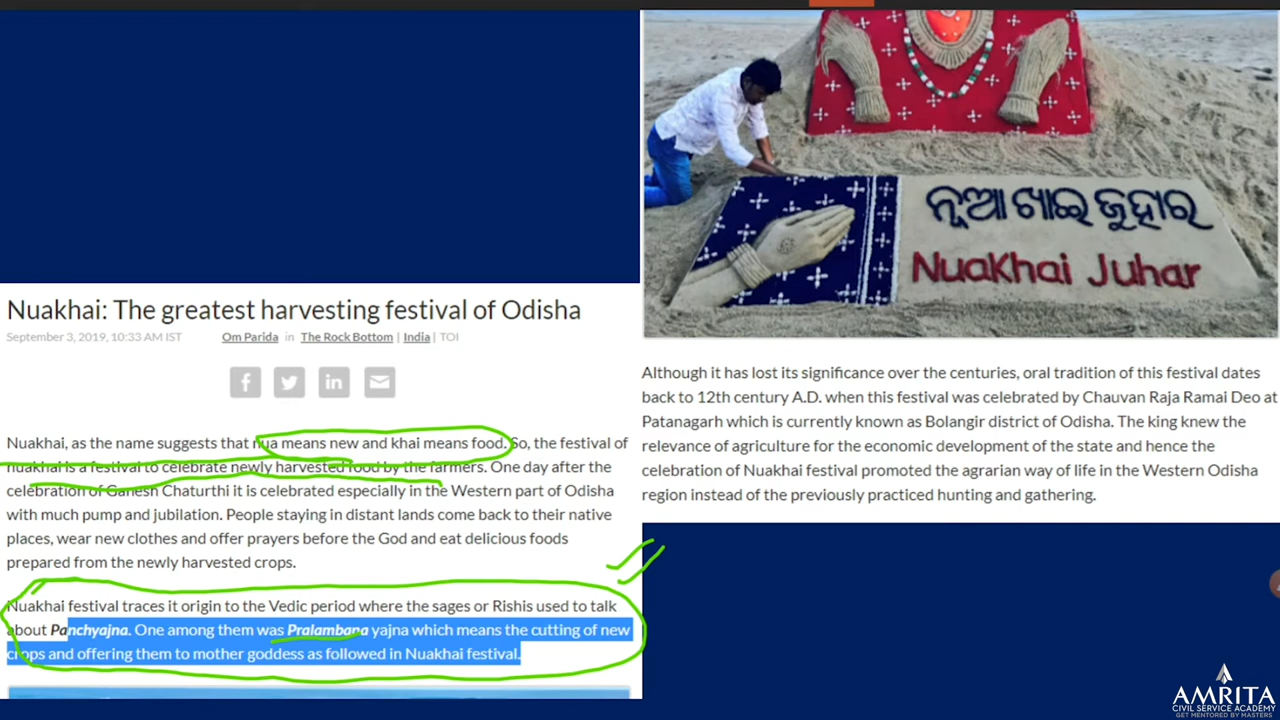 Nuakhai: The greatest harvesting festival of Odisha
September 3, 2019, 10:33 AM IST Om Parida in The Rock Bottom | India | TOI
Nuakhai, as the name suggests that nua means new and khai means food. So, the festival of
nuakhai is a festival to celebrate newly harvested food by the farmers. One day after the
celebration of Ganesh Chaturthi it is celebrated especially in the Western part of Odisha
with much pump and jubilation. People staying in distant lands come back to their native
places, wear new clothes and offer prayers before the God and eat delicious foods
prepared from the newly harvested crops.
Nuakhai festival traces it origin to the Vedic period where the sages or Rishis used to talk
about Panchyajna. One among them was Pralambana yajna which means the cutting of new
crops and offering them to mother goddess as followed in Nuakhai festival.
ନୂଆଖାଇ ଜୁହାର
NuaKhai Juhar
Although it has lost its significance over the centuries, oral tradition of this festival dates
back to 12th century A.D. when this festival was celebrated by Chauvan Raja Ramai Deo at
Patanagarh which is currently known as Bolangir district of Odisha. The king knew the
relevance of agriculture for the economic development of the state and hence the
celebration of Nuakhai festival promoted the agrarian way of life in the Western Odisha
region instead of the previously practiced hunting and gathering.
AMRITA
CIVIL SERVICE ACADEMY
GET MENTORED BY MASTERS